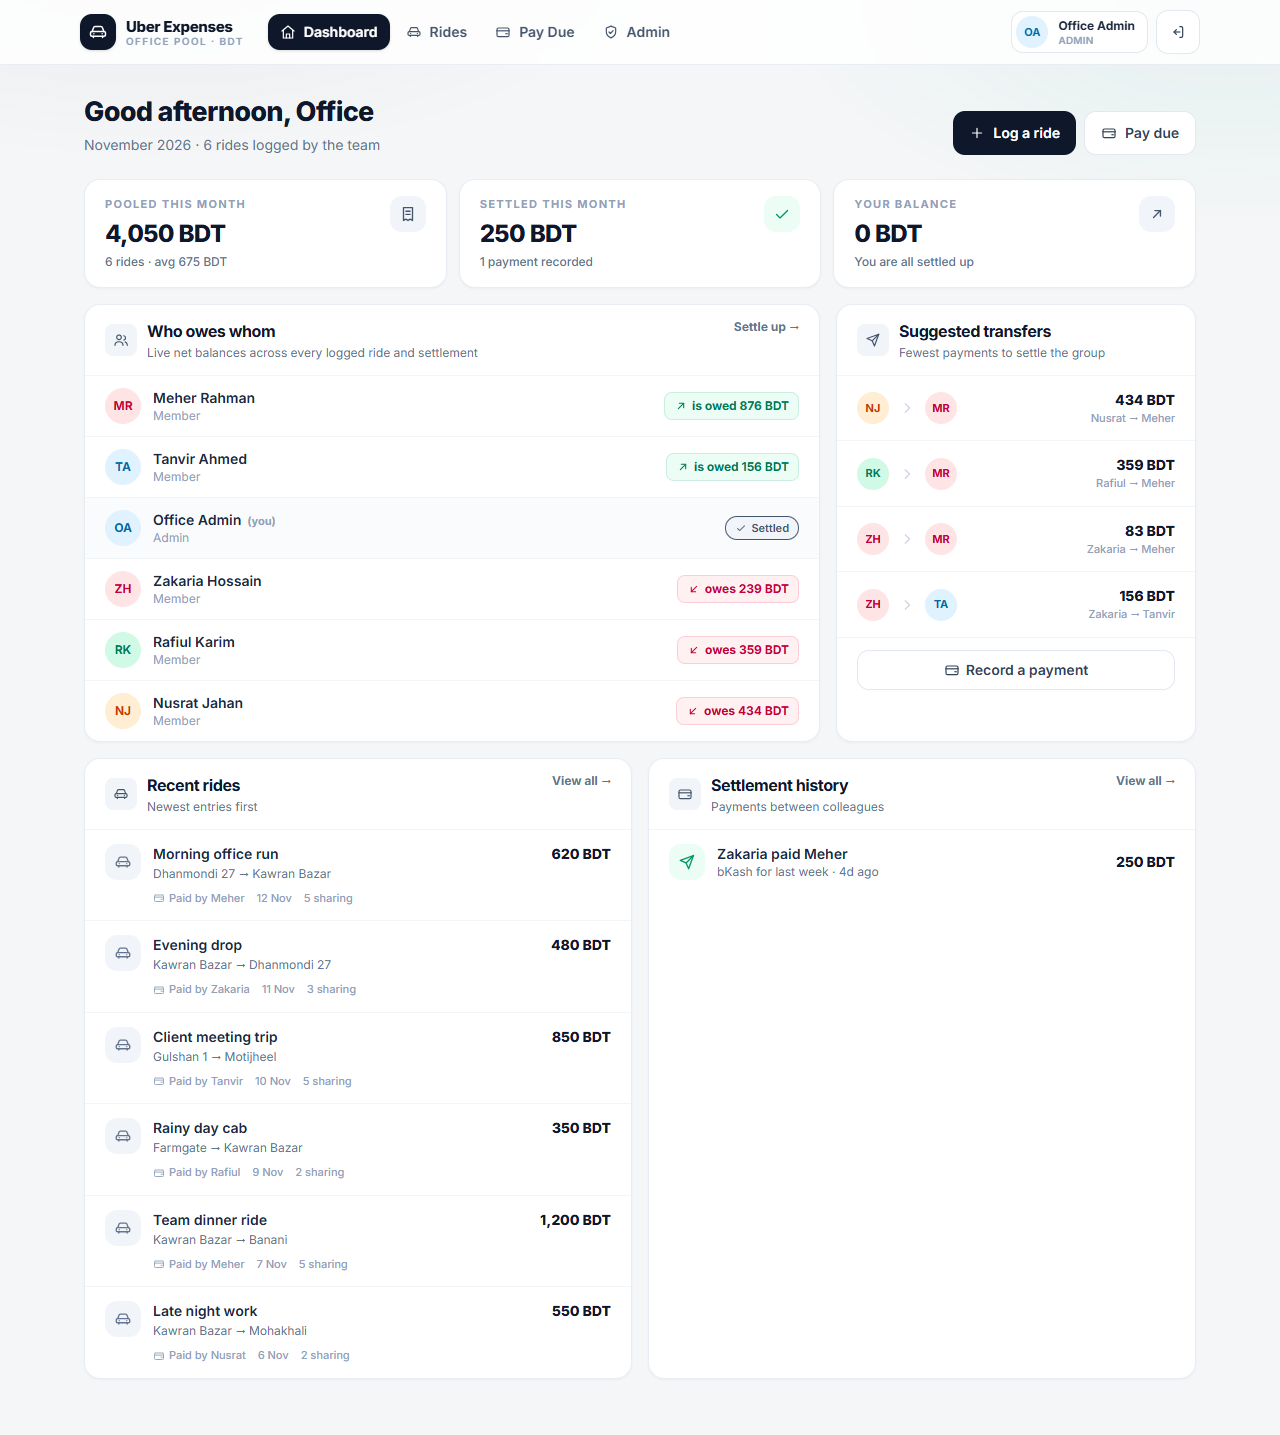 Uber Expenses
OFFICE POOL · BDT
Dashboard
Rides
Pay Due
Admin
OA
Office Admin
ADMIN
Good afternoon, Office
November 2026 · 6 rides logged by the team
Log a ride
Pay due
POOLED THIS MONTH
4,050 BDT
6 rides · avg 675 BDT
SETTLED THIS MONTH
250 BDT
1 payment recorded
YOUR BALANCE
0 BDT
You are all settled up
Who owes whom
Live net balances across every logged ride and settlement
Settle up →
MR
Meher Rahman
Member
is owed 876 BDT
TA
Tanvir Ahmed
Member
is owed 156 BDT
OA
Office Admin (you)
Admin
Settled
ZH
Zakaria Hossain
Member
owes 239 BDT
RK
Rafiul Karim
Member
owes 359 BDT
NJ
Nusrat Jahan
Member
owes 434 BDT
Suggested transfers
Fewest payments to settle the group
NJ
MR
434 BDT
Nusrat → Meher
RK
MR
359 BDT
Rafiul → Meher
ZH
MR
83 BDT
Zakaria → Meher
ZH
TA
156 BDT
Zakaria → Tanvir
Record a payment
Recent rides
Newest entries first
View all →
Morning office run
620 BDT
Dhanmondi 27 → Kawran Bazar
Paid by Meher 12 Nov 5 sharing
Evening drop
480 BDT
Kawran Bazar → Dhanmondi 27
Paid by Zakaria 11 Nov 3 sharing
Client meeting trip
850 BDT
Gulshan 1 → Motijheel
Paid by Tanvir 10 Nov 5 sharing
Rainy day cab
350 BDT
Farmgate → Kawran Bazar
Paid by Rafiul 9 Nov 2 sharing
Team dinner ride
1,200 BDT
Kawran Bazar → Banani
Paid by Meher 7 Nov 5 sharing
Late night work
550 BDT
Kawran Bazar → Mohakhali
Paid by Nusrat 6 Nov 2 sharing
Settlement history
Payments between colleagues
View all →
Zakaria paid Meher
bKash for last week · 4d ago
250 BDT